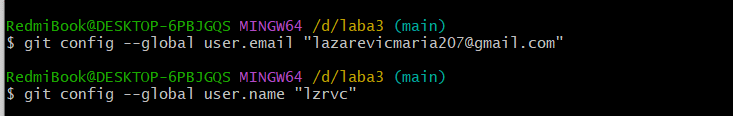 RedmiBook@DESKTOP-6PBJGQS MINGW64 /d/laba3 (main)
$ git config --global user.email "lazarevicmaria207@gmail.com"
RedmiBook@DESKTOP-6PBJGQS MINGW64 /d/laba3 (main)
$ git config --global user.name "lzrvc"